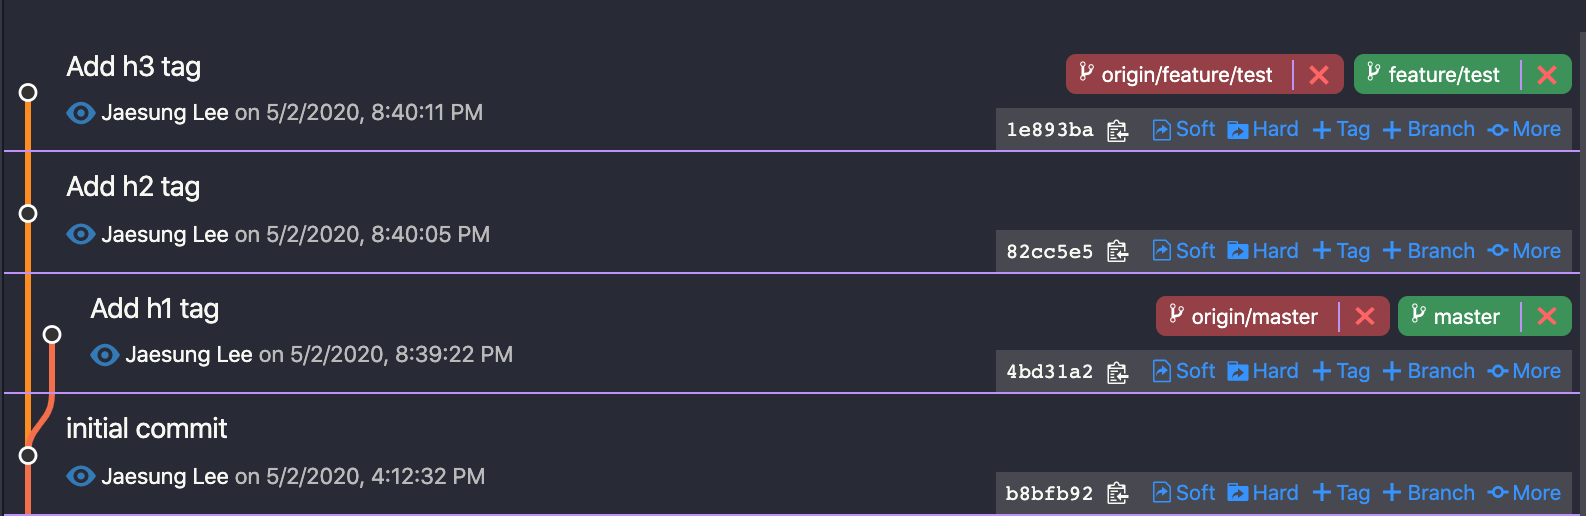 Add h3 tag
origin/feature/test feature/test
Jaesung Lee on 5/2/2020, 8:40:11 PM
1e893ba Soft Hard Tag Branch More
Add h2 tag
Jaesung Lee on 5/2/2020, 8:40:05 PM
82cc5e5 Soft Hard Tag Branch More
Add h1 tag
origin/master master
Jaesung Lee on 5/2/2020, 8:39:22 PM
4bd31a2 Soft Hard Tag Branch More
initial commit
Jaesung Lee on 5/2/2020, 4:12:32 PM
b8bfb92 Soft Hard Tag Branch More